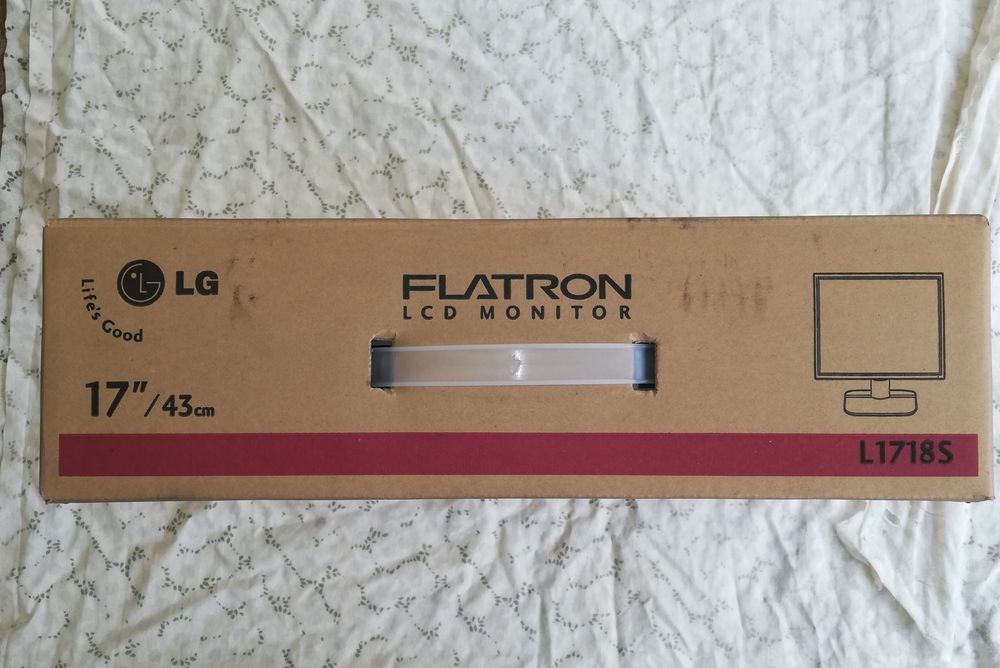 LG
Life's Good
17"/43cm
FLATRON
LCD MONITOR
L1718S